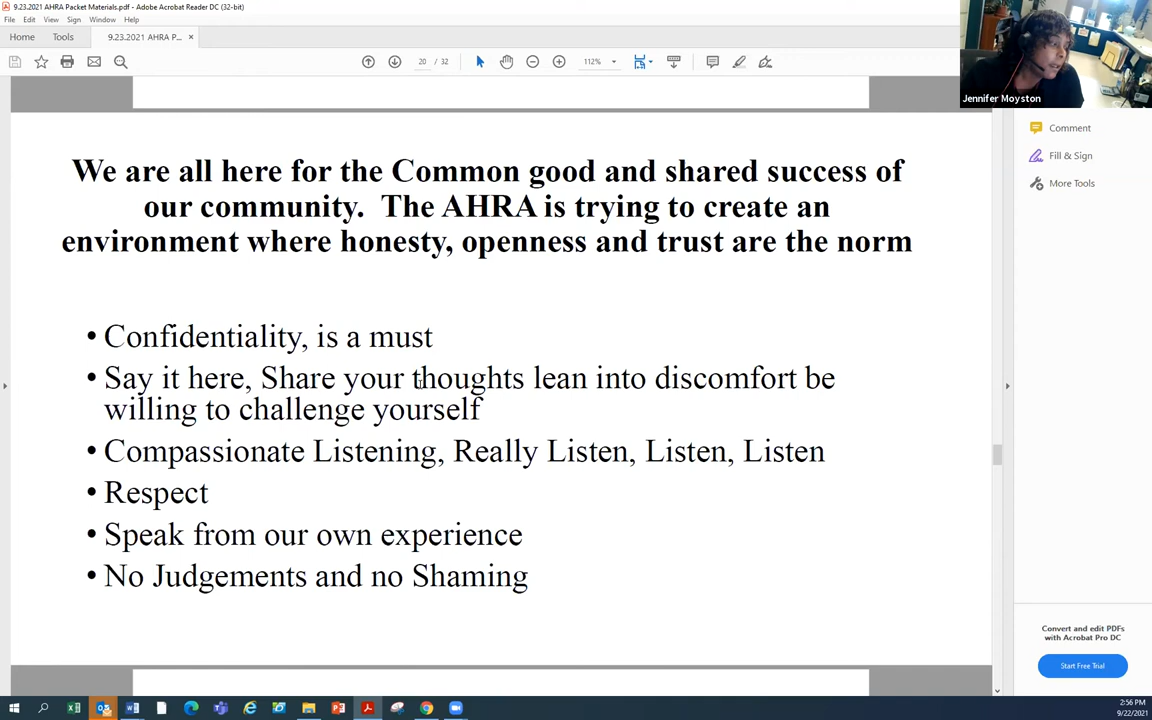 9.23.2021 AHRA Packet Materials.pdf - Adobe Acrobat Reader DC (32-bit)
File Edit View Sign Window Help
Home Tools 9.23.2021 AHRA P... ×
20 / 32 112%
Jennifer Moyston
We are all here for the Common good and shared success of
our community. The AHRA is trying to create an
environment where honesty, openness and trust are the norm
• Confidentiality, is a must
• Say it here, Share your thoughts lean into discomfort be
willing to challenge yourself
• Compassionate Listening, Really Listen, Listen, Listen
• Respect
• Speak from our own experience
• No Judgements and no Shaming
Comment
Fill & Sign
More Tools
Convert and edit PDFs
with Acrobat Pro DC
Start Free Trial
2:56 PM
9/22/2021